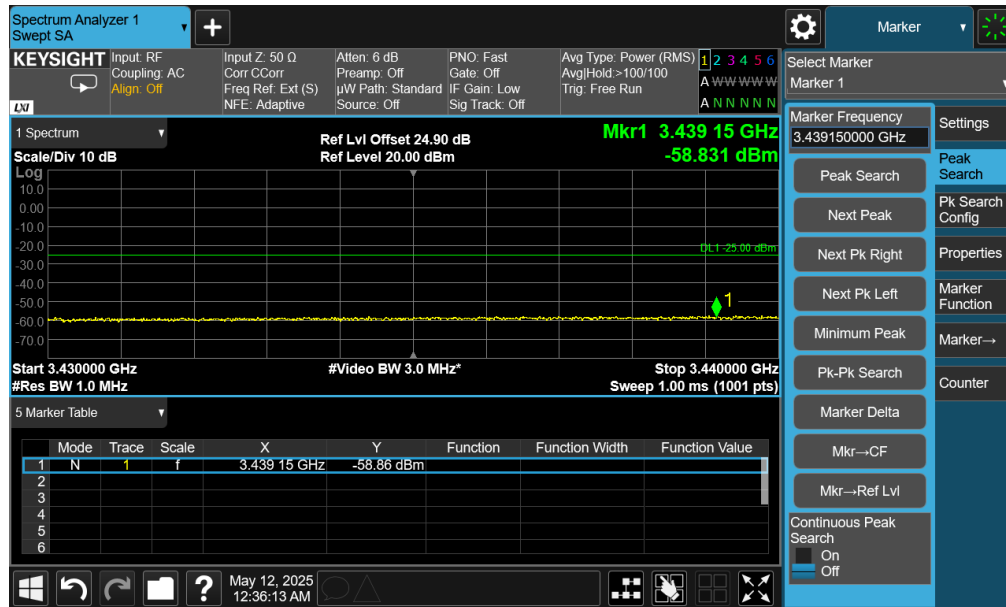 Spectrum Analyzer 1
Swept SA
+
Marker
KEYSIGHT
LXI
Input: RF
Coupling: AC
Align: Off
Input Z: 50 Ω
Corr CCorr
Freq Ref: Ext (S)
NFE: Adaptive
Atten: 6 dB
Preamp: Off
µW Path: Standard
Source: Off
PNO: Fast
Gate: Off
IF Gain: Low
Sig Track: Off
Avg Type: Power (RMS)
Avg|Hold:>100/100
Trig: Free Run
1 2 3 4 5 6
A W W W W W
A N N N N N
Select Marker
Marker 1
1 Spectrum
Scale/Div 10 dB
Ref Lvl Offset 24.90 dB
Ref Level 20.00 dBm
Mkr1 3.439 15 GHz
-58.831 dBm
Log
10.0
0.00
-10.0
-20.0
-30.0
-40.0
-50.0
-60.0
-70.0
DL1 -25.00 dBm
1
Start 3.430000 GHz
#Video BW 3.0 MHz*
Stop 3.440000 GHz
#Res BW 1.0 MHz
Sweep 1.00 ms (1001 pts)
5 Marker Table
Mode Trace Scale X Y Function Function Width Function Value
1 N 1 f 3.439 15 GHz -58.86 dBm
2
3
4
5
6
Marker Frequency
3.439150000 GHz
Peak Search
Next Peak
Next Pk Right
Next Pk Left
Minimum Peak
Pk-Pk Search
Marker Delta
Mkr→CF
Mkr→Ref Lvl
Continuous Peak
Search
On
Off
Settings
Peak
Search
Pk Search
Config
Properties
Marker
Function
Marker→
Counter
?
May 12, 2025
12:36:13 AM